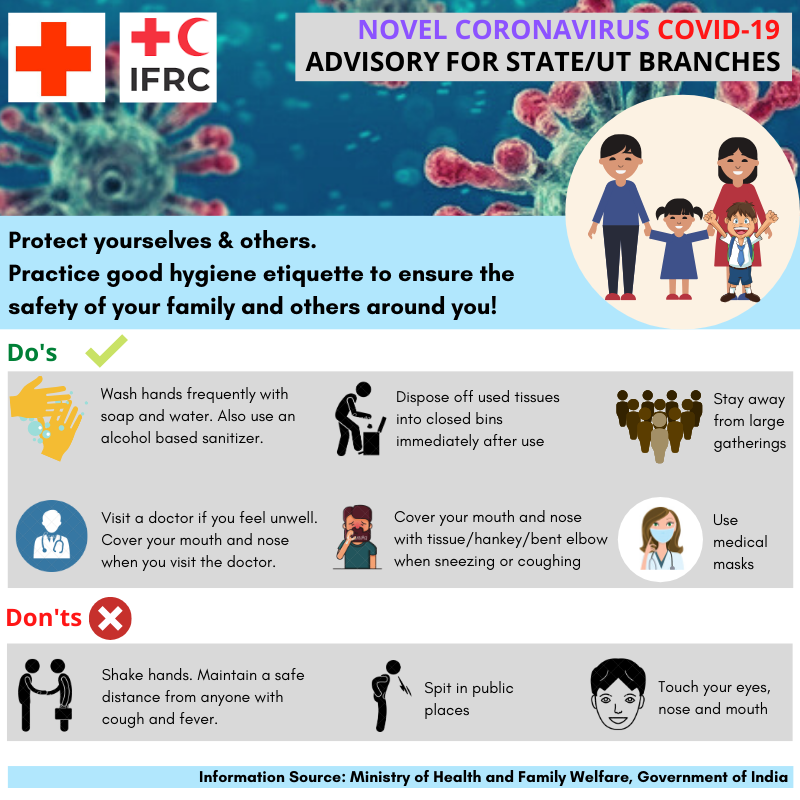 IFRC
NOVEL CORONAVIRUS COVID-19
ADVISORY FOR STATE/UT BRANCHES
Protect yourselves & others.
Practice good hygiene etiquette to ensure the
safety of your family and others around you!
Do's
Wash hands frequently with
soap and water. Also use an
alcohol based sanitizer.
Dispose off used tissues
into closed bins
immediately after use
Stay away
from large
gatherings
Visit a doctor if you feel unwell.
Cover your mouth and nose
when you visit the doctor.
Cover your mouth and nose
with tissue/hankey/bent elbow
when sneezing or coughing
Use
medical
masks
Don'ts
Shake hands. Maintain a safe
distance from anyone with
cough and fever.
Spit in public
places
Touch your eyes,
nose and mouth
Information Source: Ministry of Health and Family Welfare, Government of India